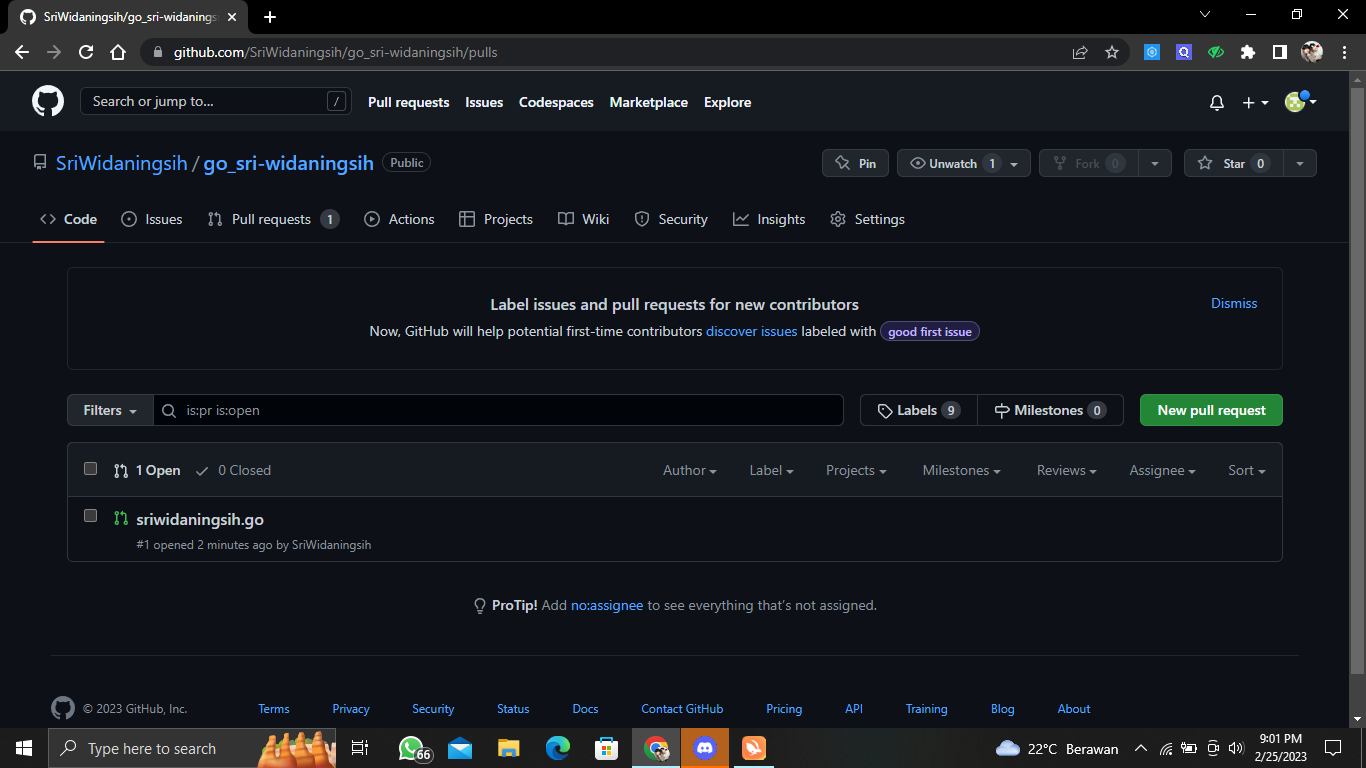 SriWidaningsih/go_sri-widanings
github.com/SriWidaningsih/go_sri-widaningsih/pulls
Search or jump to... /
Pull requests Issues Codespaces Marketplace Explore
SriWidaningsih / go_sri-widaningsih Public
Pin Unwatch 1 Fork 0 Star 0
Code Issues Pull requests 1 Actions Projects Wiki Security Insights Settings
Label issues and pull requests for new contributors
Dismiss
Now, GitHub will help potential first-time contributors discover issues labeled with good first issue
Filters is:pr is:open Labels 9 Milestones 0 New pull request
1 Open 0 Closed Author Label Projects Milestones Reviews Assignee Sort
sriwidaningsih.go
#1 opened 2 minutes ago by SriWidaningsih
ProTip! Add no:assignee to see everything that's not assigned.
© 2023 GitHub, Inc. Terms Privacy Security Status Docs Contact GitHub Pricing API Training Blog About
Type here to search 66 22°C Berawan 9:01 PM
2/25/2023